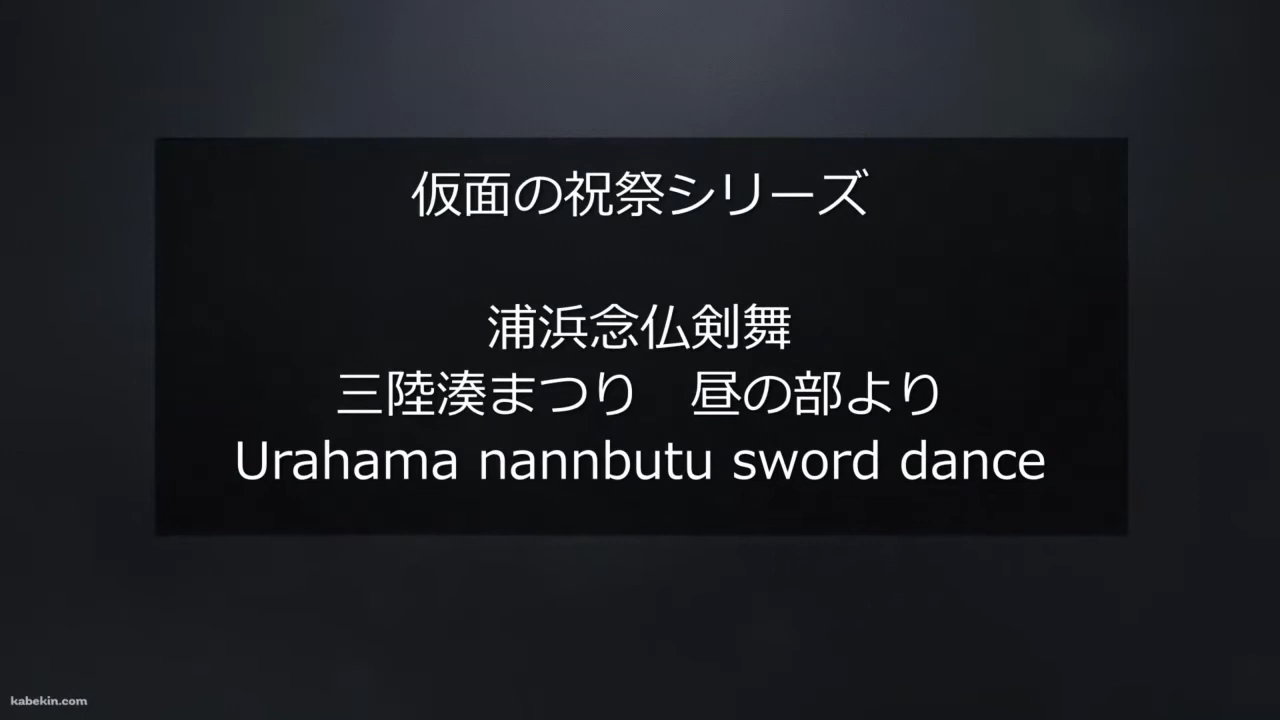 仮面の祝祭シリーズ
浦浜念仏剣舞
三陸湊まつり　昼の部より
Urahama nannbutu sword dance
kabekin.com